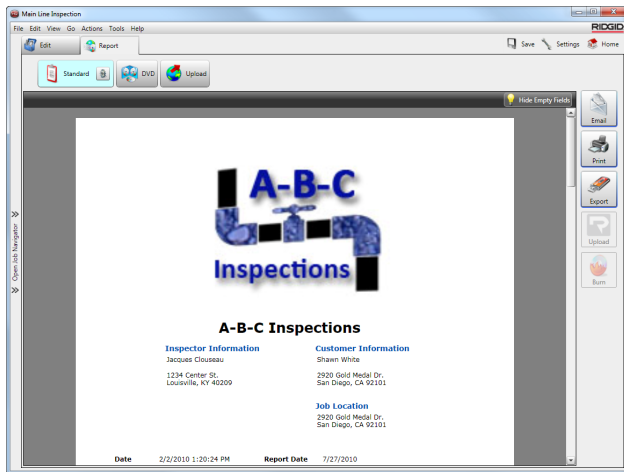 Main Line Inspection
File Edit View Go Actions Tools Help
RIDGID
Edit Report Save Settings Home
Standard DVD Upload
Hide Empty Fields
Email
Print
Export
Upload
Burn
Open Job Navigator
A-B-C
Inspections
A-B-C Inspections
Inspector Information Customer Information
Jacques Clouseau Shawn White
1234 Center St. 2920 Gold Medal Dr.
Louisville, KY 40209 San Diego, CA 92101
Job Location
2920 Gold Medal Dr.
San Diego, CA 92101
Date 2/2/2010 1:20:24 PM Report Date 7/27/2010